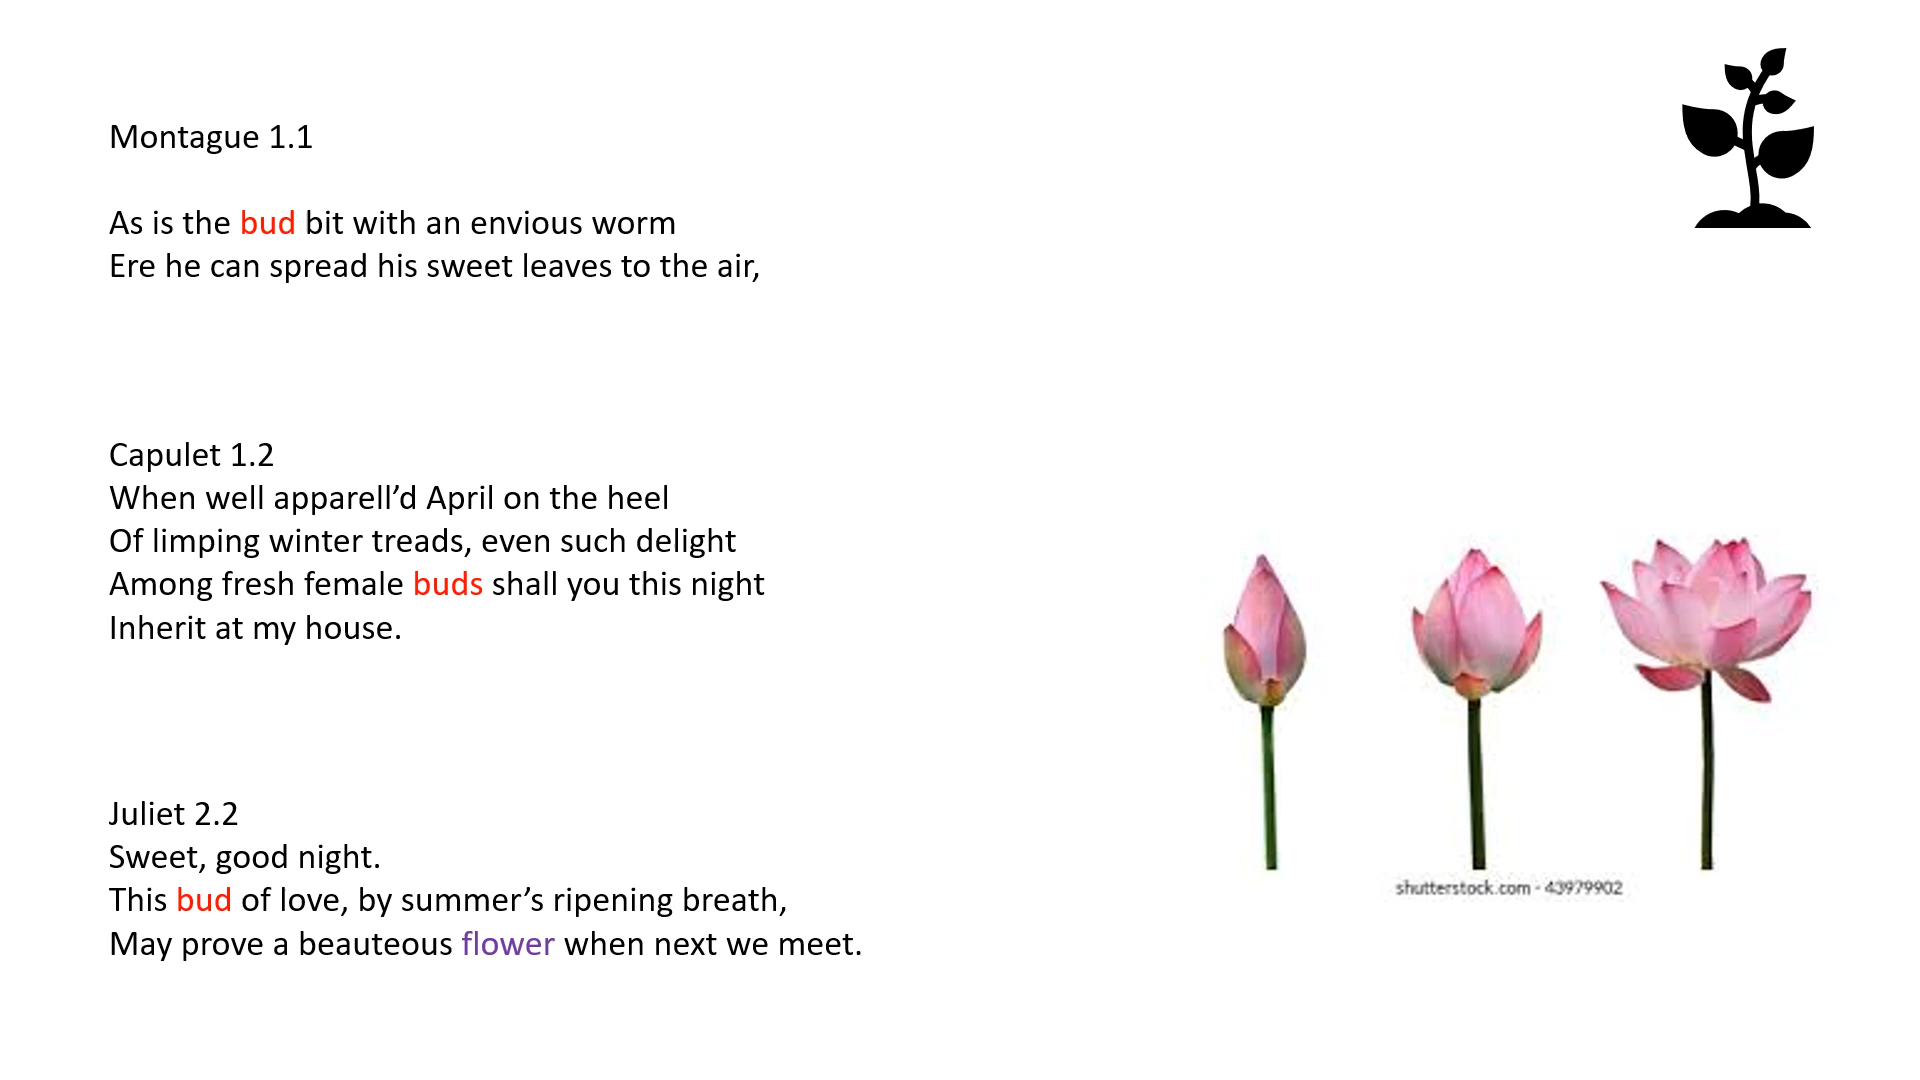 Montague 1.1
As is the bud bit with an envious worm
Ere he can spread his sweet leaves to the air,
Capulet 1.2
When well apparell’d April on the heel
Of limping winter treads, even such delight
Among fresh female buds shall you this night
Inherit at my house.
Juliet 2.2
Sweet, good night.
This bud of love, by summer’s ripening breath,
May prove a beauteous flower when next we meet.
shutterstock.com - 43979902